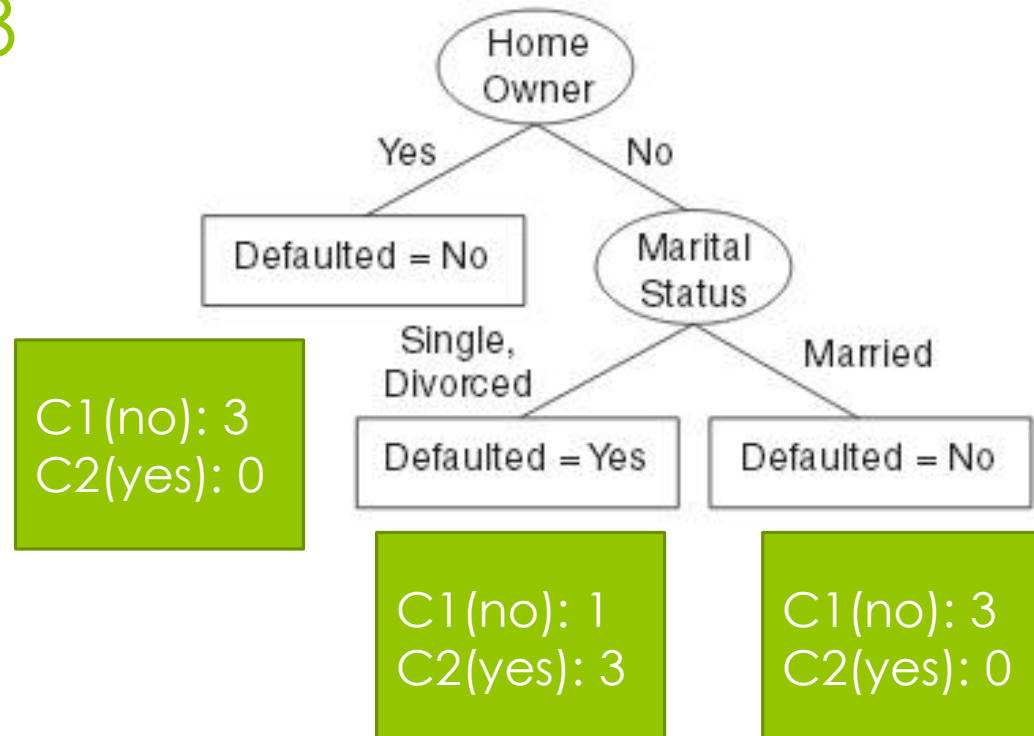 3
Home
Owner
Yes
No
Defaulted = No
Marital
Status
Single,
Divorced
Married
C1(no): 3
C2(yes): 0
Defaulted = Yes
Defaulted = No
C1(no): 1
C2(yes): 3
C1(no): 3
C2(yes): 0